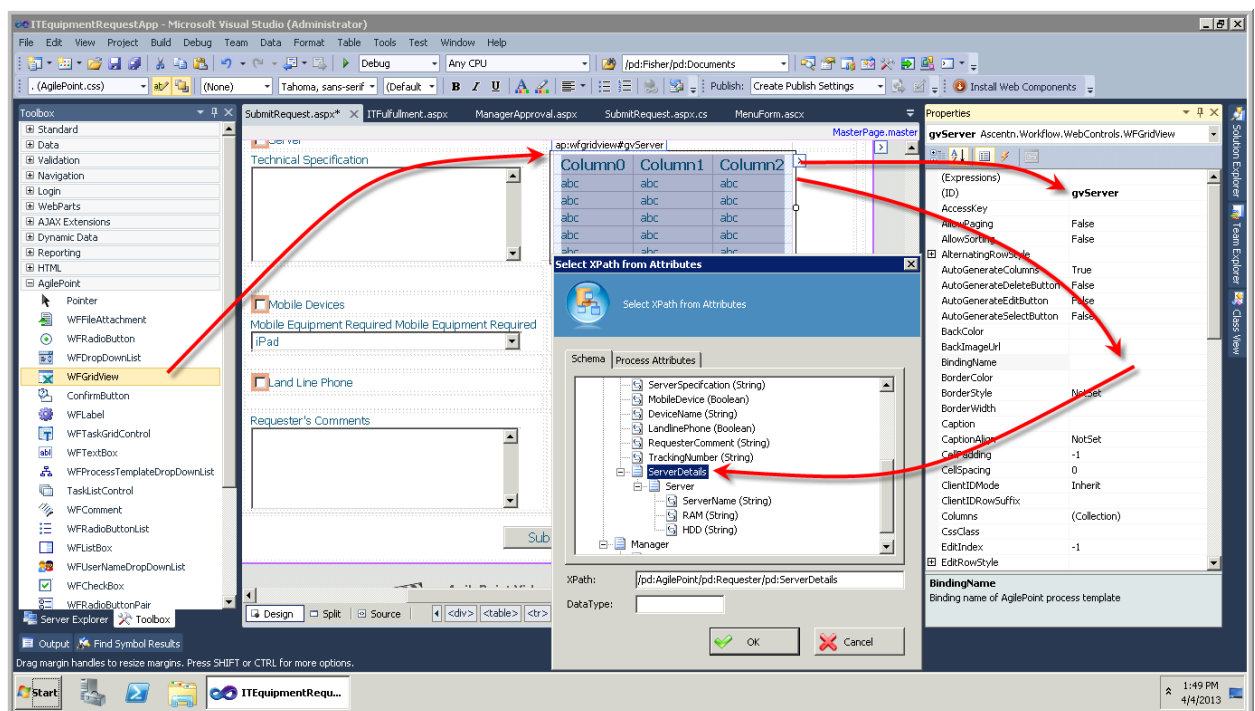 ITEquipmentRequestApp - Microsoft Visual Studio (Administrator)
File Edit View Project Build Debug Team Data Format Table Tools Test Window Help
Debug Any CPU /pd:Fisher/pd:Documents
. (AgilePoint.css) (None) Tahoma, sans-serif (Default B I U A Publish: Create Publish Settings Install Web Components
Toolbox
Standard
Data
Validation
Navigation
Login
WebParts
AJAX Extensions
Dynamic Data
Reporting
HTML
AgilePoint
Pointer
WFFileAttachment
WFRadioButton
WFDropDownList
WFGridView
ConfirmButton
WFLabel
WFTaskGridControl
WFTextBox
WFProcessTemplateDropDownList
TaskListControl
WFComment
WFRadioButtonList
WFListBox
WFUserNameDropDownList
WFCheckBox
WFRadioButtonPair
Server Explorer Toolbox
SubmitRequest.aspx* ITFulfullment.aspx ManagerApproval.aspx SubmitRequest.aspx.cs MenuForm.ascx
MasterPage.master
Server
Technical Specification
ap:wfgridview#gvServer
Column0 Column1 Column2
abc abc abc
abc abc abc
abc abc abc
abc abc abc
abc abc abc
Mobile Devices
Mobile Equipment Required Mobile Equipment Required
iPad
Land Line Phone
Requester's Comments
Sub
Design Split Source <div> <table> <tr>
Select XPath from Attributes
Select XPath from Attributes
Schema Process Attributes
ServerSpecifcation (String)
MobileDevice (Boolean)
DeviceName (String)
LandlinePhone (Boolean)
RequesterComment (String)
TrackingNumber (String)
ServerDetails
Server
ServerName (String)
RAM (String)
HDD (String)
Manager
XPath: /pd:AgilePoint/pd:Requester/pd:ServerDetails
DataType:
OK Cancel
Properties
gvServer Ascentn.Workflow.WebControls.WFGridView
(Expressions)
(ID) gvServer
AccessKey
AllowPaging False
AllowSorting False
AlternatingRowStyle
AutoGenerateColumns True
AutoGenerateDeleteButton False
AutoGenerateEditButton False
AutoGenerateSelectButton False
BackColor
BackImageUrl
BindingName
BorderColor
BorderStyle NotSet
BorderWidth
Caption
CaptionAlign NotSet
CellPadding -1
CellSpacing 0
ClientIDMode Inherit
ClientIDRowSuffix
Columns (Collection)
CssClass
EditIndex -1
EditRowStyle
BindingName
Binding name of AgilePoint process template
Solution Explorer
Team Explorer
Class View
Output Find Symbol Results
Drag margin handles to resize margins. Press SHIFT or CTRL for more options.
Start ITEquipmentRequ... 1:49 PM
4/4/2013